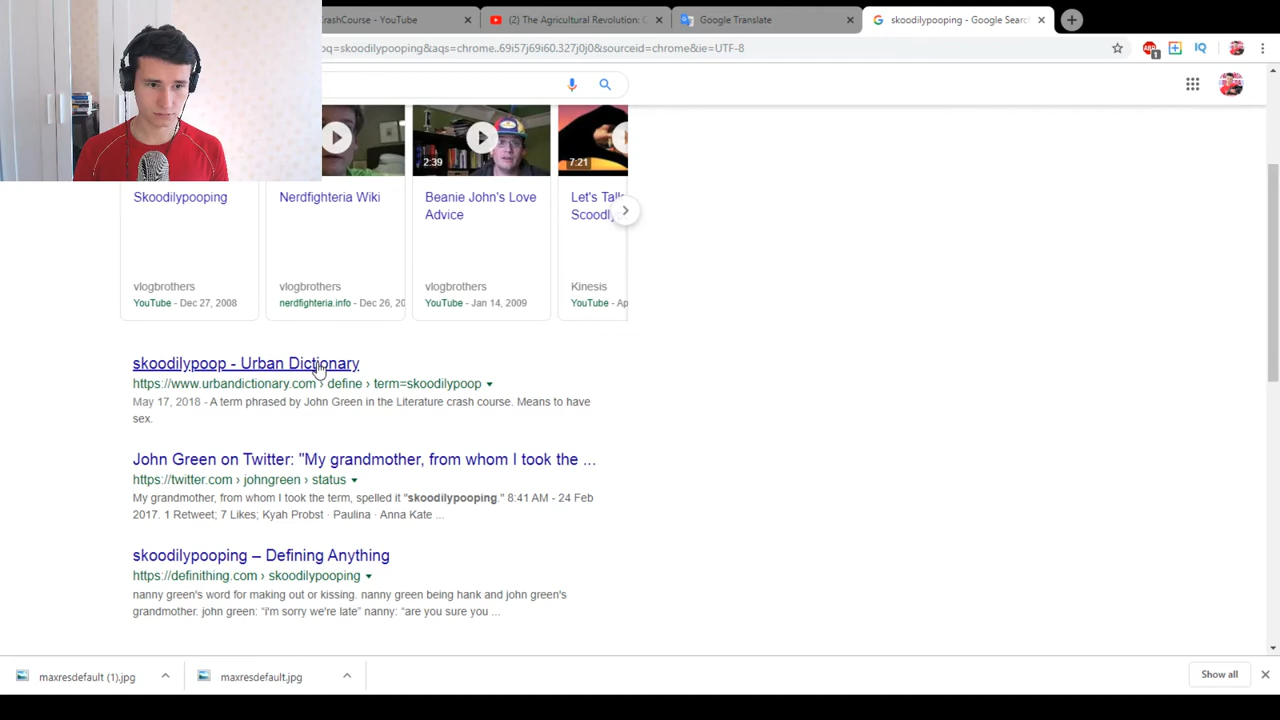 CrashCourse - YouTube
(2) The Agricultural Revolution: C
Google Translate
skoodilypooping - Google Search
pq=skoodilypooping&aqs=chrome..69i57j69i60.327j0j0&sourceid=chrome&ie=UTF-8
ABP
1
IQ
2:39
7:21
Skoodilypooping
Nerdfighteria Wiki
Beanie John's Love
Advice
Let's Talk
Scoodly
vlogbrothers
vlogbrothers
vlogbrothers
Kinesis
YouTube - Dec 27, 2008
nerdfighteria.info - Dec 26, 20
YouTube - Jan 14, 2009
YouTube - Ap
skoodilypoop - Urban Dictionary
https://www.urbandictionary.com › define › term=skoodilypoop
May 17, 2018 - A term phrased by John Green in the Literature crash course. Means to have
sex.
John Green on Twitter: "My grandmother, from whom I took the ...
https://twitter.com › johngreen › status
My grandmother, from whom I took the term, spelled it "skoodilypooping." 8:41 AM - 24 Feb
2017. 1 Retweet; 7 Likes; Kyah Probst · Paulina · Anna Kate ...
skoodilypooping – Defining Anything
https://definithing.com › skoodilypooping
nanny green's word for making out or kissing. nanny green being hank and john green's
grandmother. john green: “i'm sorry we're late” nanny: “are you sure you ...
maxresdefault (1).jpg
maxresdefault.jpg
Show all